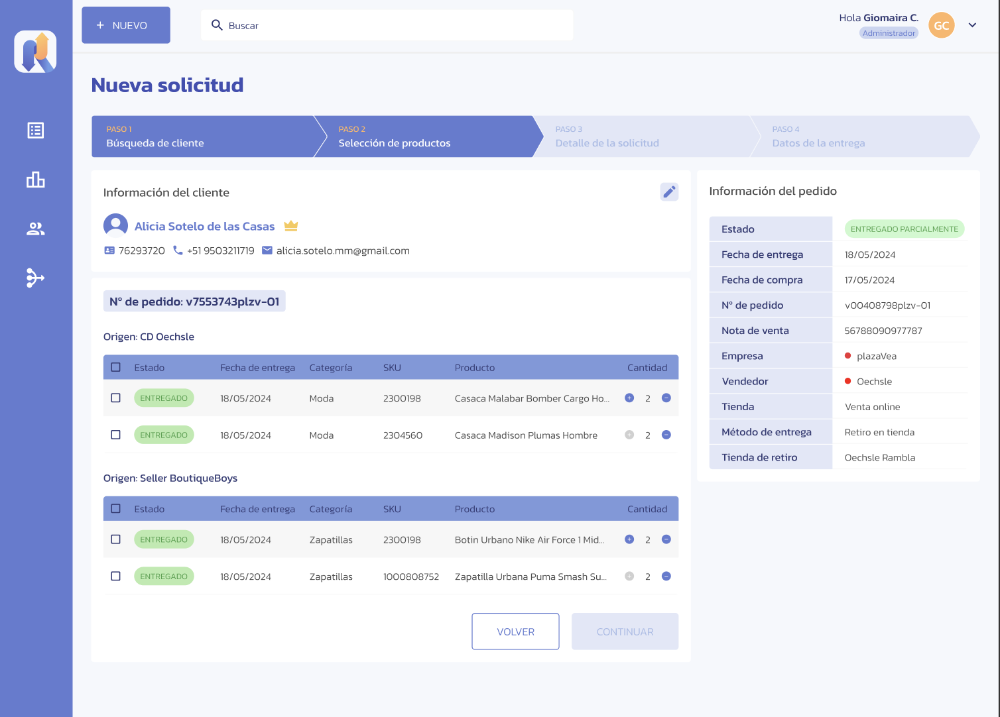 + NUEVO
Buscar
Hola Giomaira C.
Administrador
GC
Nueva solicitud
PASO 1
Búsqueda de cliente
PASO 2
Selección de productos
PASO 3
Detalle de la solicitud
PASO 4
Datos de la entrega
Información del cliente
Alicia Sotelo de las Casas
76293720 +51 9503211719 alicia.sotelo.mm@gmail.com
N° de pedido: v7553743plzv-01
Origen: CD Oechsle
Estado Fecha de entrega Categoría SKU Producto Cantidad
ENTREGADO 18/05/2024 Moda 2300198 Casaca Malabar Bomber Cargo Ho... + 2 -
ENTREGADO 18/05/2024 Moda 2304560 Casaca Madison Plumas Hombre + 2 -
Origen: Seller BoutiqueBoys
Estado Fecha de entrega Categoría SKU Producto Cantidad
ENTREGADO 18/05/2024 Zapatillas 2300198 Botin Urbano Nike Air Force 1 Mid... + 2 -
ENTREGADO 18/05/2024 Zapatillas 1000808752 Zapatilla Urbana Puma Smash Su... + 2 -
VOLVER
CONTINUAR
Información del pedido
Estado ENTREGADO PARCIALMENTE
Fecha de entrega 18/05/2024
Fecha de compra 17/05/2024
N° de pedido v00408798plzv-01
Nota de venta 56788090977787
Empresa plazaVea
Vendedor Oechsle
Tienda Venta online
Método de entrega Retiro en tienda
Tienda de retiro Oechsle Rambla